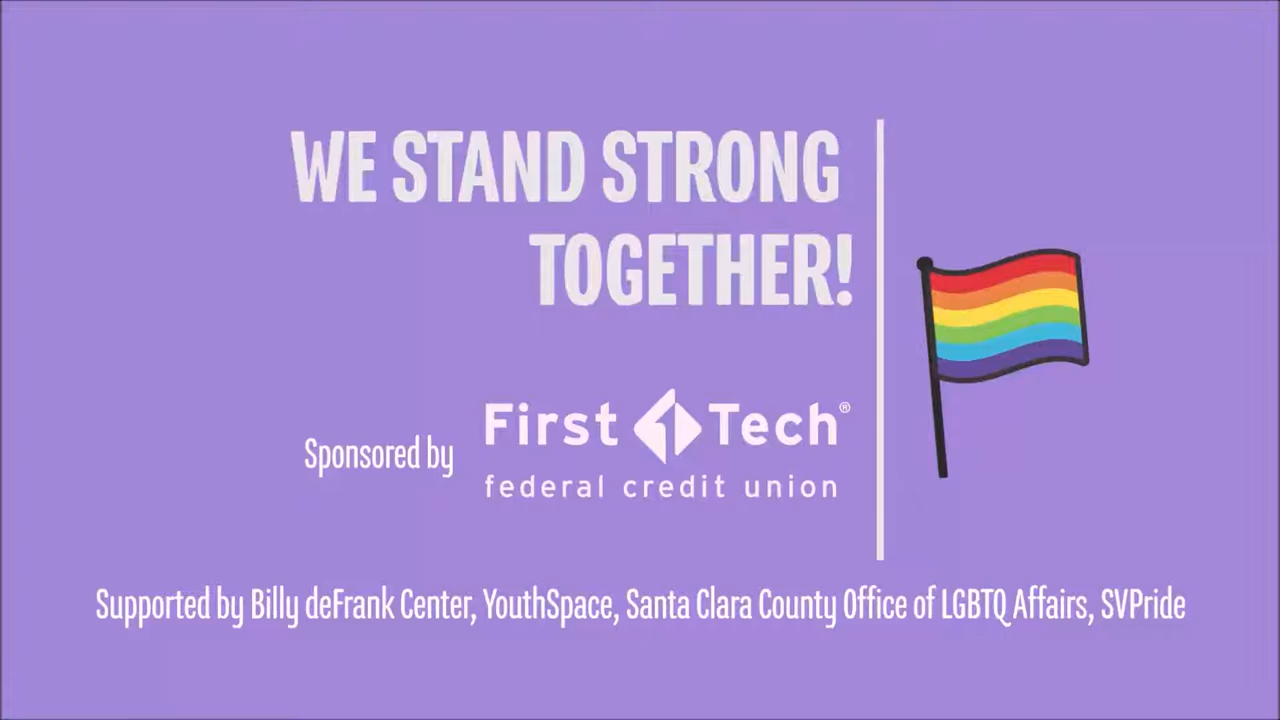 WE STAND STRONG
TOGETHER!
Sponsored by
First Tech®
federal credit union
Supported by Billy deFrank Center, YouthSpace, Santa Clara County Office of LGBTQ Affairs, SVPride